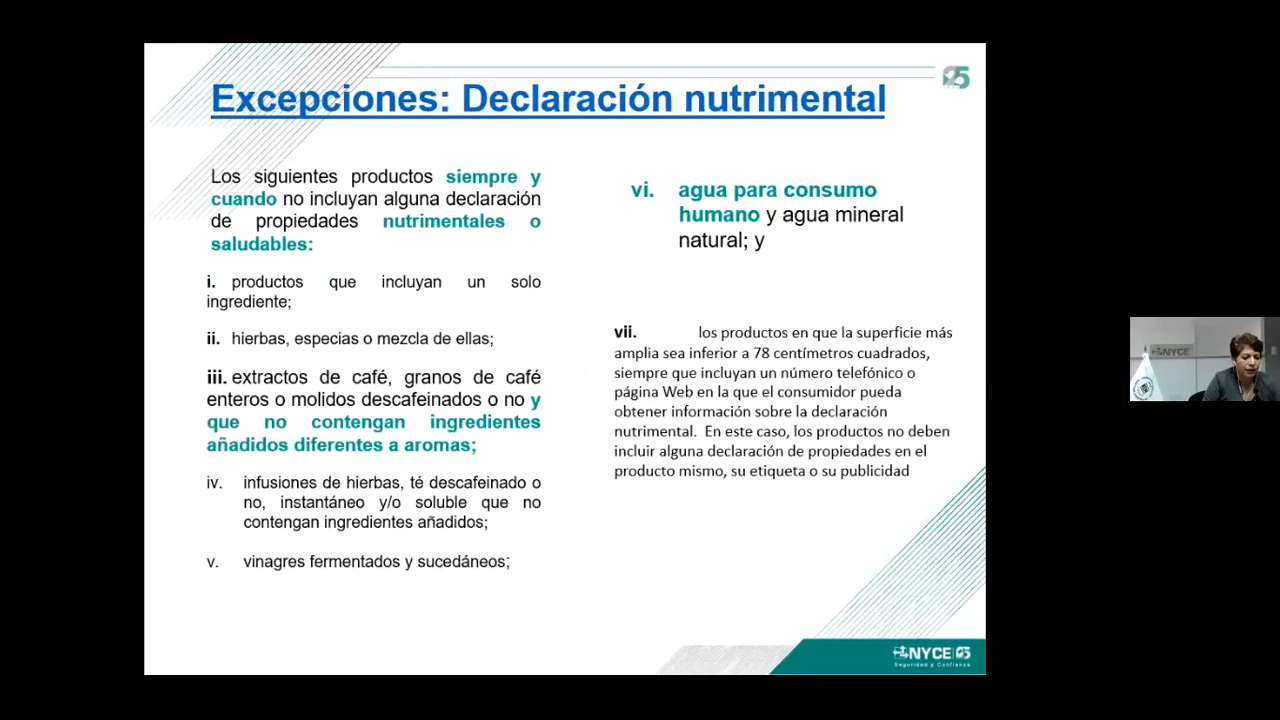 Excepciones: Declaración nutrimental
Los siguientes productos siempre y
cuando no incluyan alguna declaración
de propiedades nutrimentales o
saludables:
i. productos que incluyan un solo
ingrediente;
ii. hierbas, especias o mezcla de ellas;
iii. extractos de café, granos de café
enteros o molidos descafeinados o no y
que no contengan ingredientes
añadidos diferentes a aromas;
iv. infusiones de hierbas, té descafeinado o
no, instantáneo y/o soluble que no
contengan ingredientes añadidos;
v. vinagres fermentados y sucedáneos;
vi. agua para consumo
humano y agua mineral
natural; y
vii. los productos en que la superficie más
amplia sea inferior a 78 centímetros cuadrados,
siempre que incluyan un número telefónico o
página Web en la que el consumidor pueda
obtener información sobre la declaración
nutrimental. En este caso, los productos no deben
incluir alguna declaración de propiedades en el
producto mismo, su etiqueta o su publicidad
NYCE
Seguridad y Confianza
NYCE